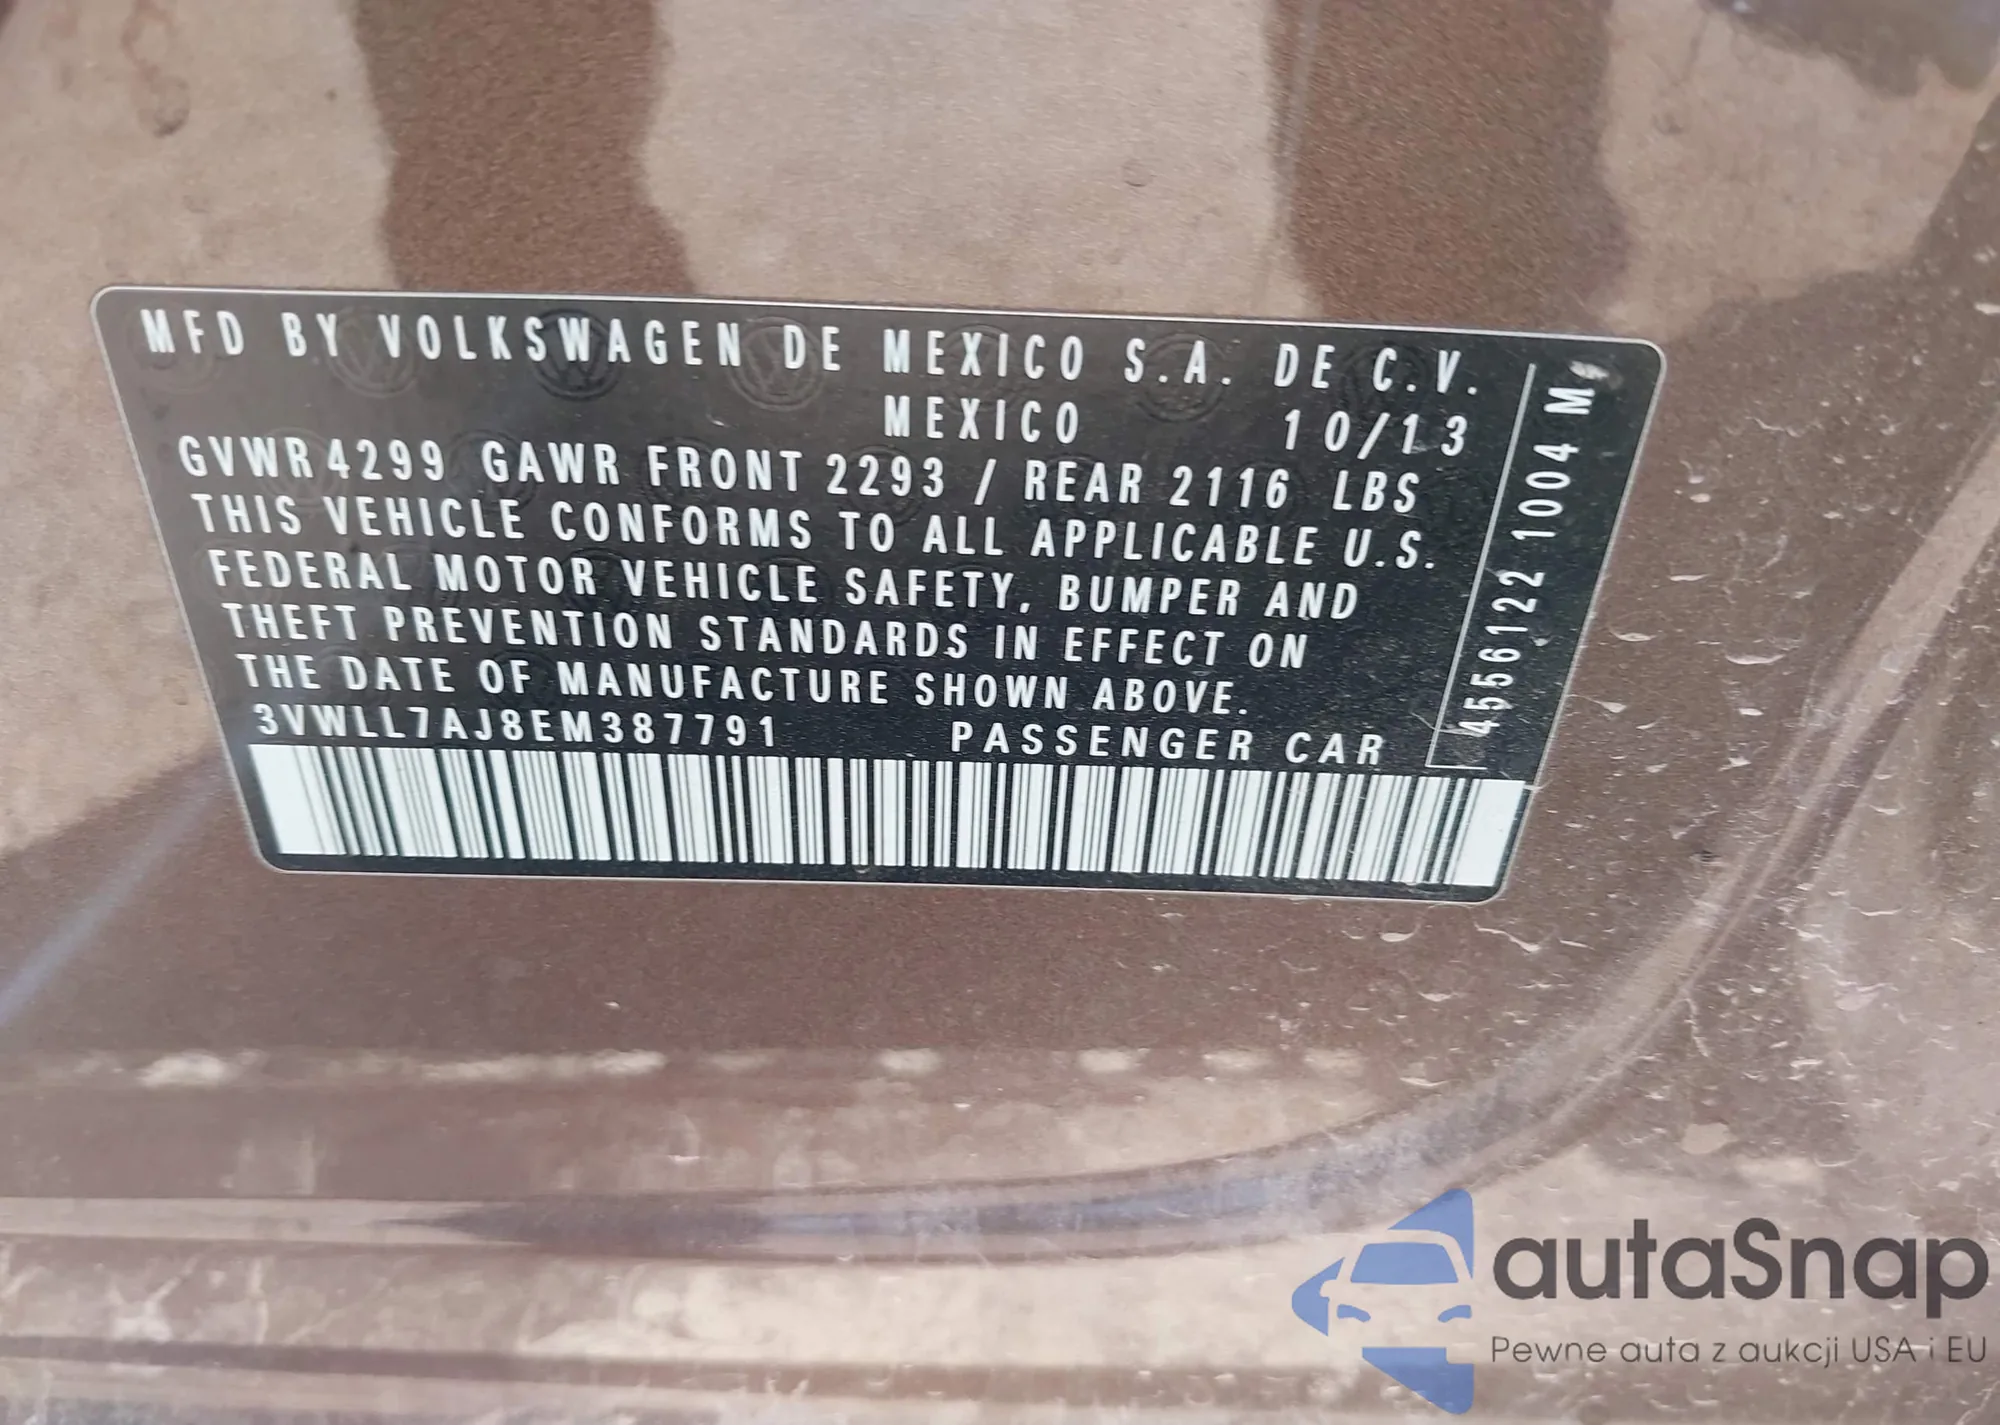 MFD BY VOLKSWAGEN DE MEXICO S.A. DE C.V.
MEXICO 10/13
GVWR 4299 GAWR FRONT 2293 / REAR 2116 LBS
THIS VEHICLE CONFORMS TO ALL APPLICABLE U.S.
FEDERAL MOTOR VEHICLE SAFETY, BUMPER AND
THEFT PREVENTION STANDARDS IN EFFECT ON
THE DATE OF MANUFACTURE SHOWN ABOVE.
3VWLL7AJ8EM387791 PASSENGER CAR
4556122 1004 M
autaSnap
Pewne auta z aukcji USA i EU